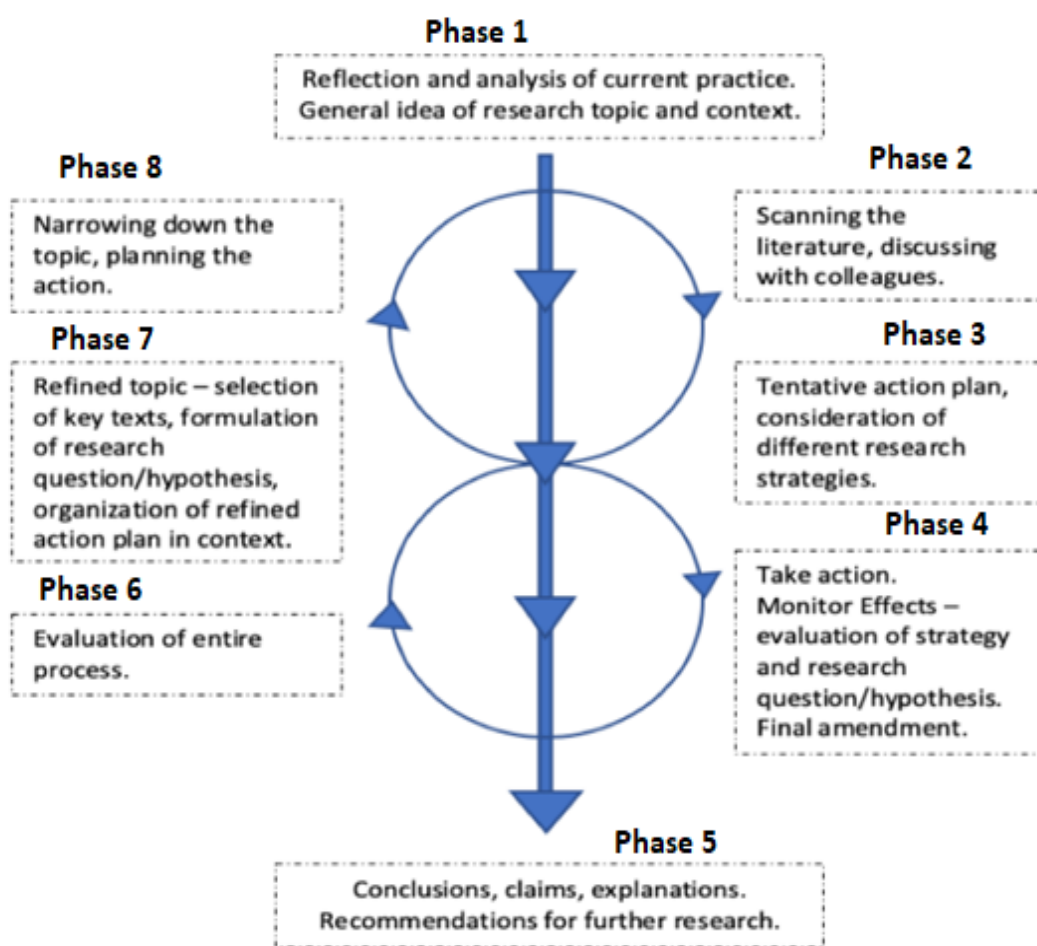 Phase 1
Reflection and analysis of current practice.
General idea of research topic and context.
Phase 8
Narrowing down the
topic, planning the
action.
Phase 2
Scanning the
literature, discussing
with colleagues.
Phase 7
Refined topic – selection
of key texts, formulation
of research
question/hypothesis,
organization of refined
action plan in context.
Phase 3
Tentative action plan,
consideration of
different research
strategies.
Phase 6
Evaluation of entire
process.
Phase 4
Take action.
Monitor Effects –
evaluation of strategy
and research
question/hypothesis.
Final amendment.
Phase 5
Conclusions, claims, explanations.
Recommendations for further research.